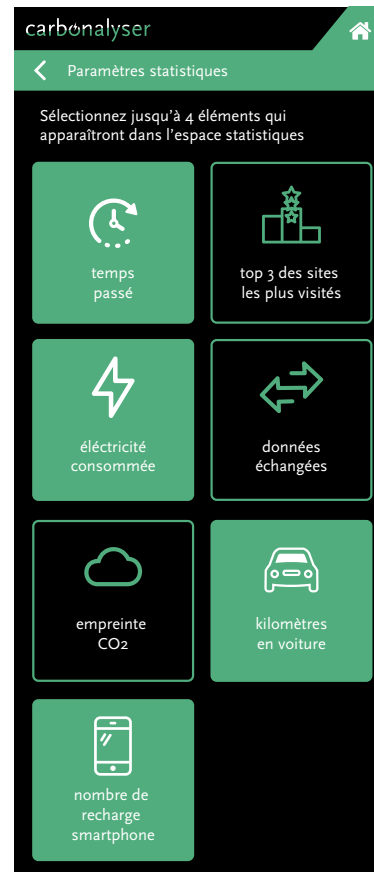 carbonalyser
Paramètres statistiques
Sélectionnez jusqu'à 4 éléments qui
apparaîtront dans l'espace statistiques
temps
passé
top 3 des sites
les plus visités
éléctricité
consommée
données
échangées
empreinte
CO2
kilomètres
en voiture
nombre de
recharge
smartphone